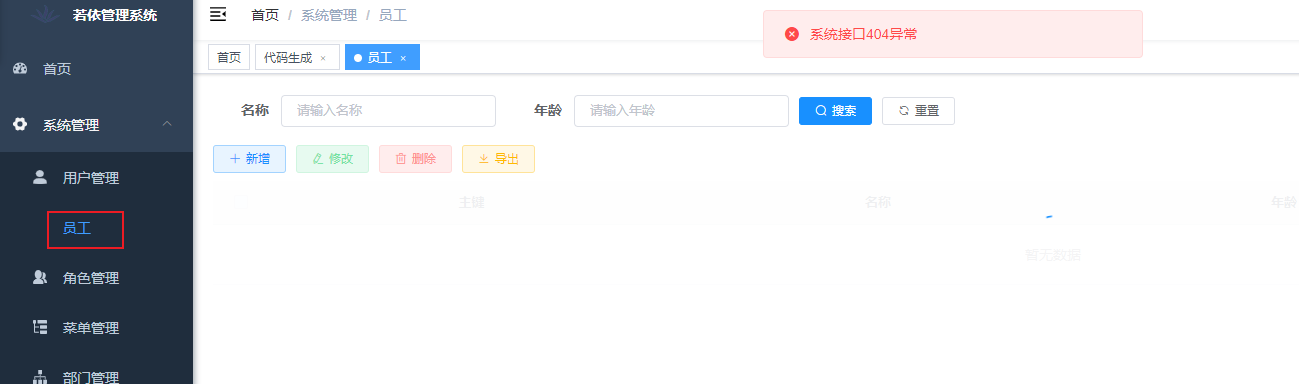 若依管理系统
首页 / 系统管理 / 员工
系统接口404异常
首页
代码生成 ×
员工 ×
首页
系统管理
用户管理
员工
角色管理
菜单管理
部门管理
名称 请输入名称 年龄 请输入年龄 搜索 重置
新增 修改 删除 导出
主键 名称 年龄
暂无数据